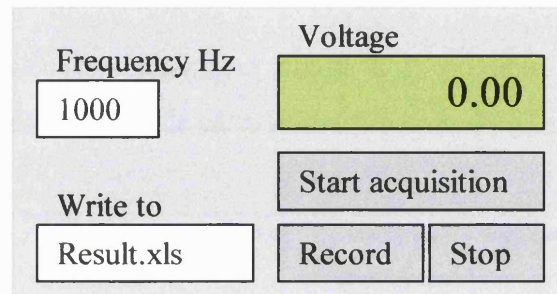 Frequency Hz
1000
Voltage
0.00
Start acquisition
Write to
Result.xls
Record
Stop